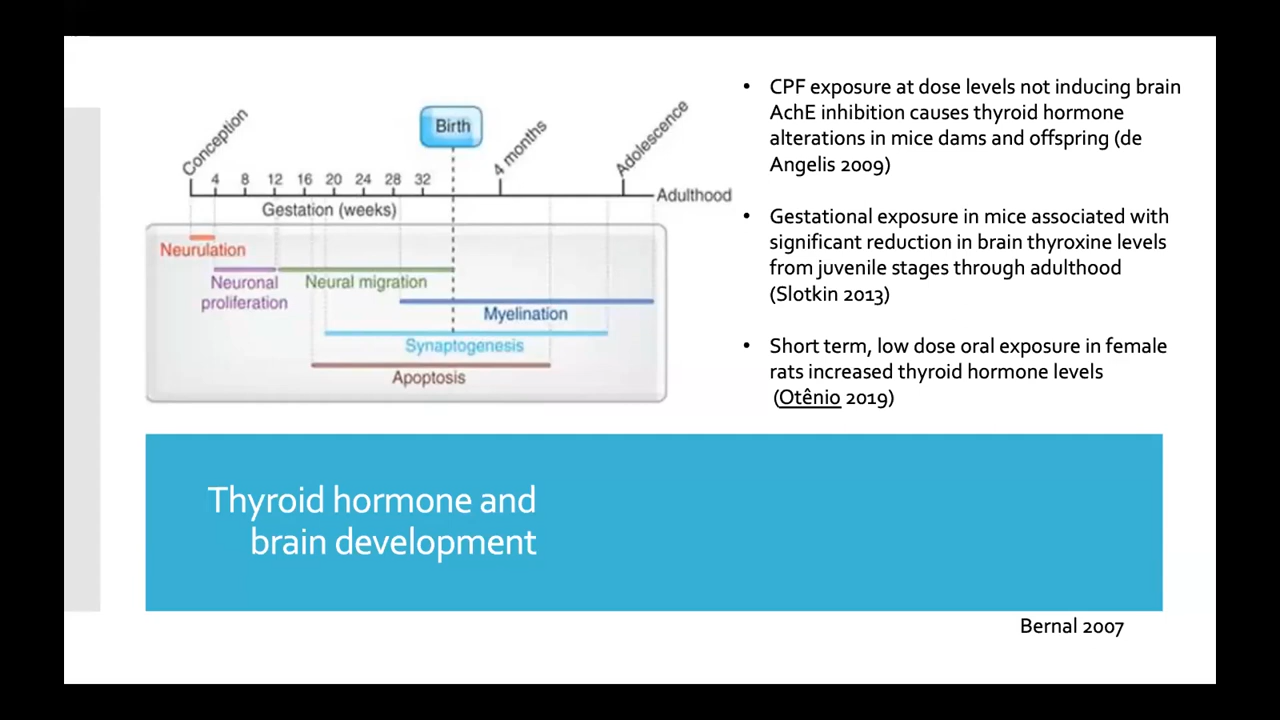 Conception
Birth
4 months
Adolescence
4 8 12 16 20 24 28 32
Adulthood
Gestation (weeks)
Neurulation
Neuronal
proliferation
Neural migration
Myelination
Synaptogenesis
Apoptosis
• CPF exposure at dose levels not inducing brain
AchE inhibition causes thyroid hormone
alterations in mice dams and offspring (de
Angelis 2009)
• Gestational exposure in mice associated with
significant reduction in brain thyroxine levels
from juvenile stages through adulthood
(Slotkin 2013)
• Short term, low dose oral exposure in female
rats increased thyroid hormone levels
(Otênio 2019)
Thyroid hormone and
brain development
Bernal 2007